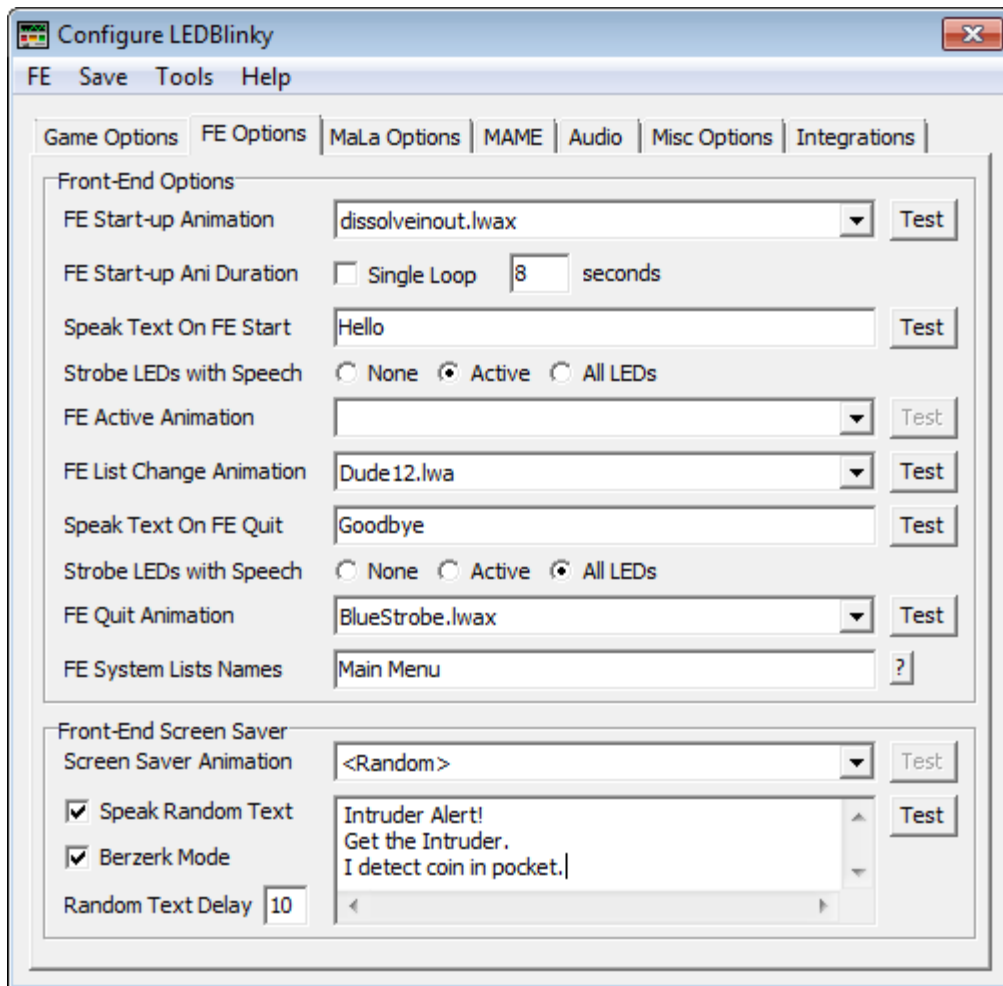 Configure LEDBlinky
FE Save Tools Help
Game Options FE Options MaLa Options MAME Audio Misc Options Integrations
Front-End Options
FE Start-up Animation dissolveinout.lwax Test
FE Start-up Ani Duration Single Loop 8 seconds
Speak Text On FE Start Hello Test
Strobe LEDs with Speech None Active All LEDs
FE Active Animation Test
FE List Change Animation Dude12.lwa Test
Speak Text On FE Quit Goodbye Test
Strobe LEDs with Speech None Active All LEDs
FE Quit Animation BlueStrobe.lwax Test
FE System Lists Names Main Menu ?
Front-End Screen Saver
Screen Saver Animation <Random> Test
Speak Random Text Intruder Alert! Test
Get the Intruder.
Berzerk Mode I detect coin in pocket.
Random Text Delay 10